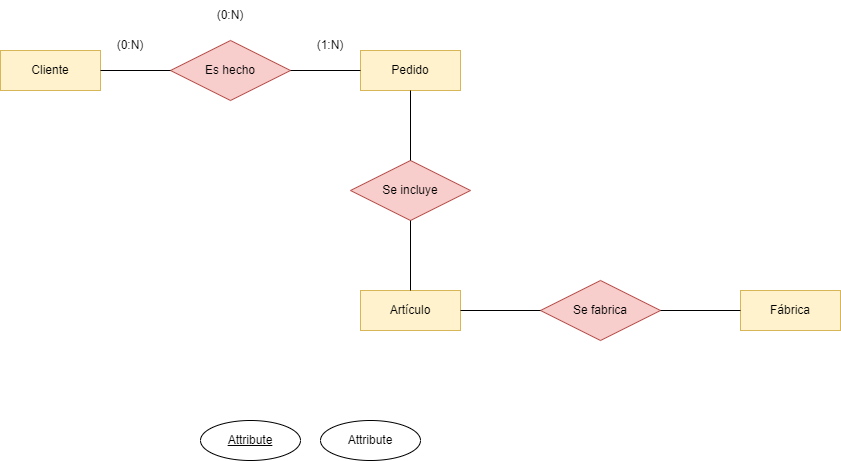 (0:N)
(0:N)
(1:N)
Cliente
Es hecho
Pedido
Se incluye
Artículo
Se fabrica
Fábrica
Attribute
Attribute